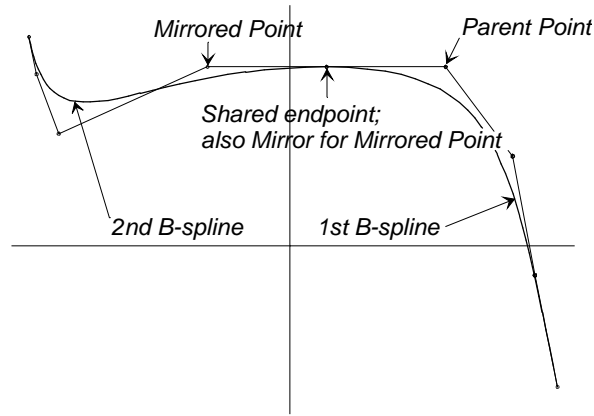 Mirrored Point
Parent Point
Shared endpoint;
also Mirror for Mirrored Point
2nd B-spline
1st B-spline